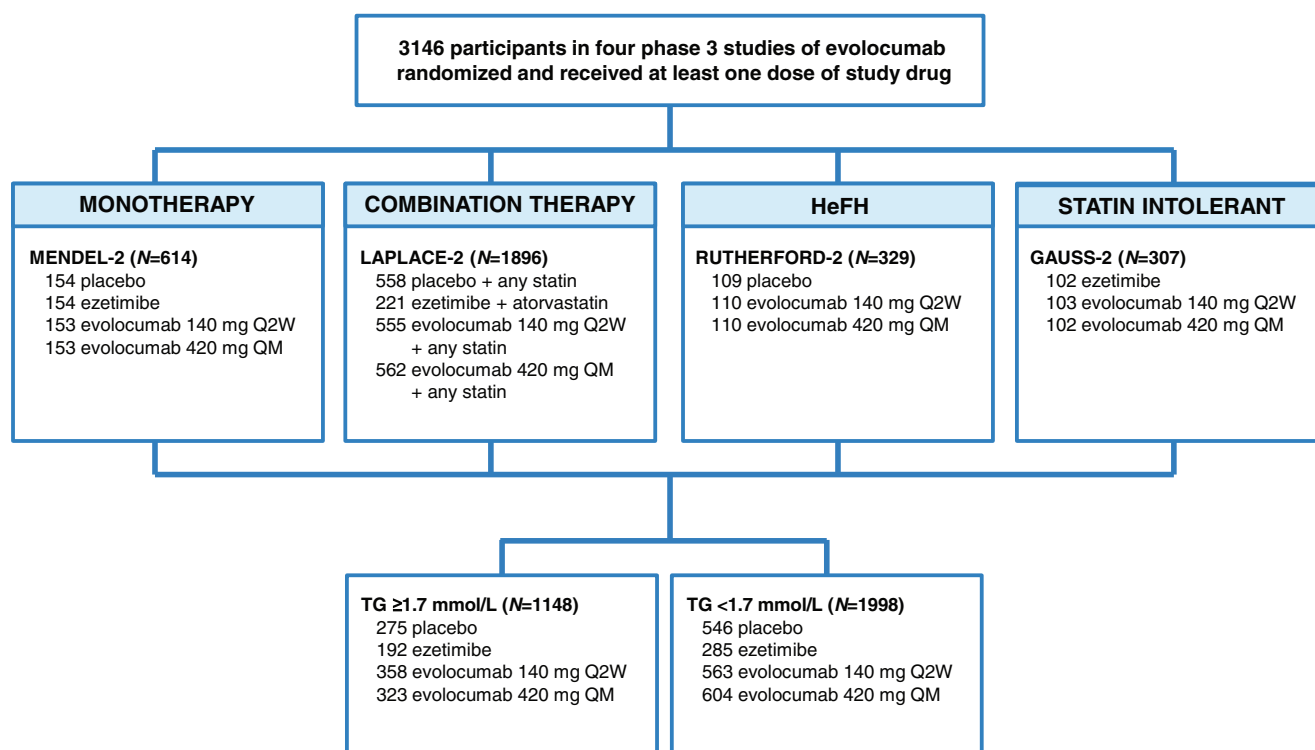 3146 participants in four phase 3 studies of evolocumab
randomized and received at least one dose of study drug
MONOTHERAPY
MENDEL-2 (N=614)
154 placebo
154 ezetimibe
153 evolocumab 140 mg Q2W
153 evolocumab 420 mg QM
COMBINATION THERAPY
LAPLACE-2 (N=1896)
558 placebo + any statin
221 ezetimibe + atorvastatin
555 evolocumab 140 mg Q2W
+ any statin
562 evolocumab 420 mg QM
+ any statin
HeFH
RUTHERFORD-2 (N=329)
109 placebo
110 evolocumab 140 mg Q2W
110 evolocumab 420 mg QM
STATIN INTOLERANT
GAUSS-2 (N=307)
102 ezetimibe
103 evolocumab 140 mg Q2W
102 evolocumab 420 mg QM
TG ≥1.7 mmol/L (N=1148)
275 placebo
192 ezetimibe
358 evolocumab 140 mg Q2W
323 evolocumab 420 mg QM
TG <1.7 mmol/L (N=1998)
546 placebo
285 ezetimibe
563 evolocumab 140 mg Q2W
604 evolocumab 420 mg QM